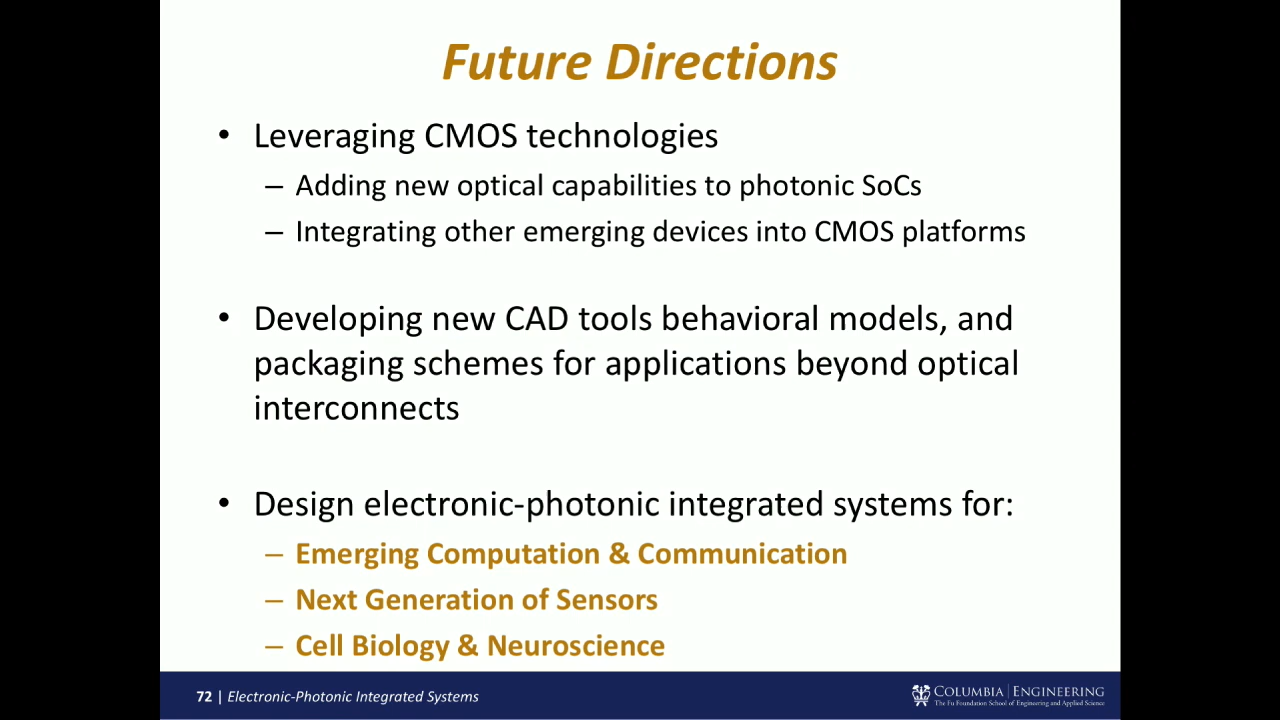 Future Directions
• Leveraging CMOS technologies
– Adding new optical capabilities to photonic SoCs
– Integrating other emerging devices into CMOS platforms
• Developing new CAD tools behavioral models, and
packaging schemes for applications beyond optical
interconnects
• Design electronic-photonic integrated systems for:
– Emerging Computation & Communication
– Next Generation of Sensors
– Cell Biology & Neuroscience
72 | Electronic-Photonic Integrated Systems
COLUMBIA | ENGINEERING
The Fu Foundation School of Engineering and Applied Science